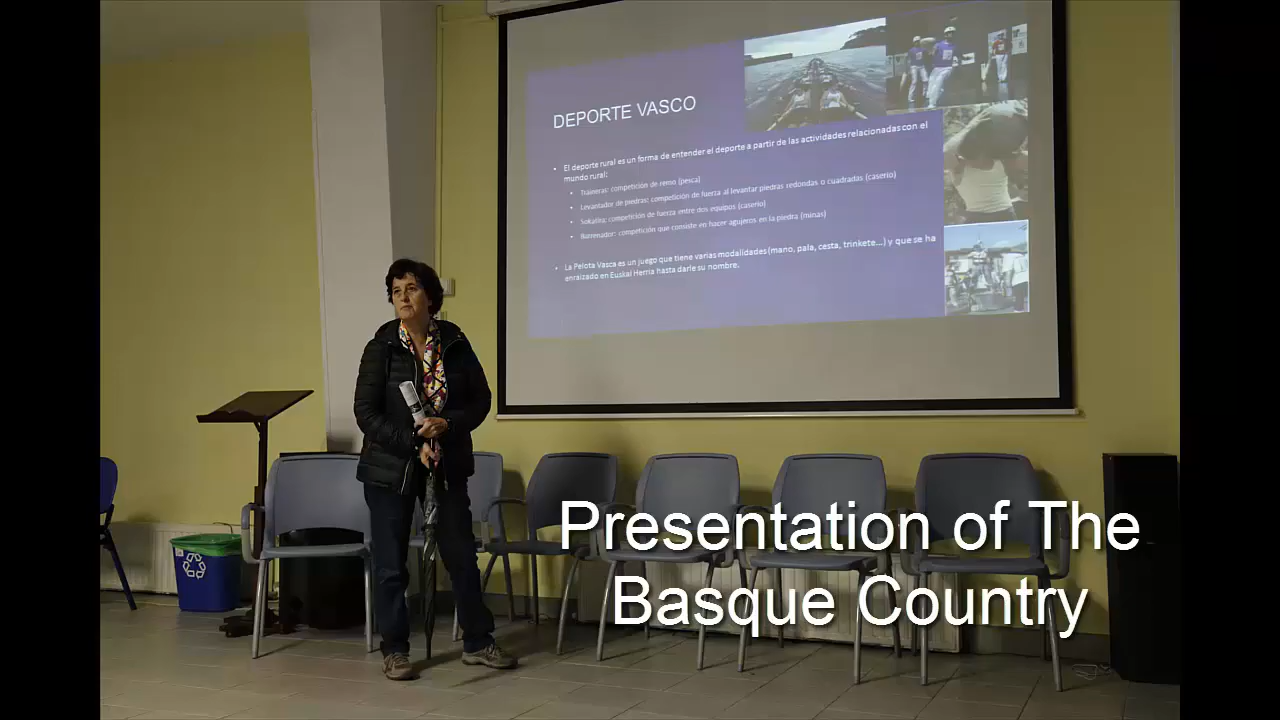 DEPORTE VASCO
• El deporte rural es un forma de entender el deporte a partir de las actividades relacionadas con el
mundo rural:
• Traineras: competición de remo (pesca)
• Levantador de piedras: competición de fuerza al levantar piedras redondas o cuadradas (caserio)
• Sokatira: competición de fuerza entre dos equipos (caserio)
• Barrenador: competición que consiste en hacer agujeros en la piedra (minas)
• La Pelota Vasca es un juego que tiene varias modalidades (mano, pala, cesta, trinkete...) y que se ha
enraizado en Euskal Herria hasta darle su nombre.
Presentation of The
Basque Country